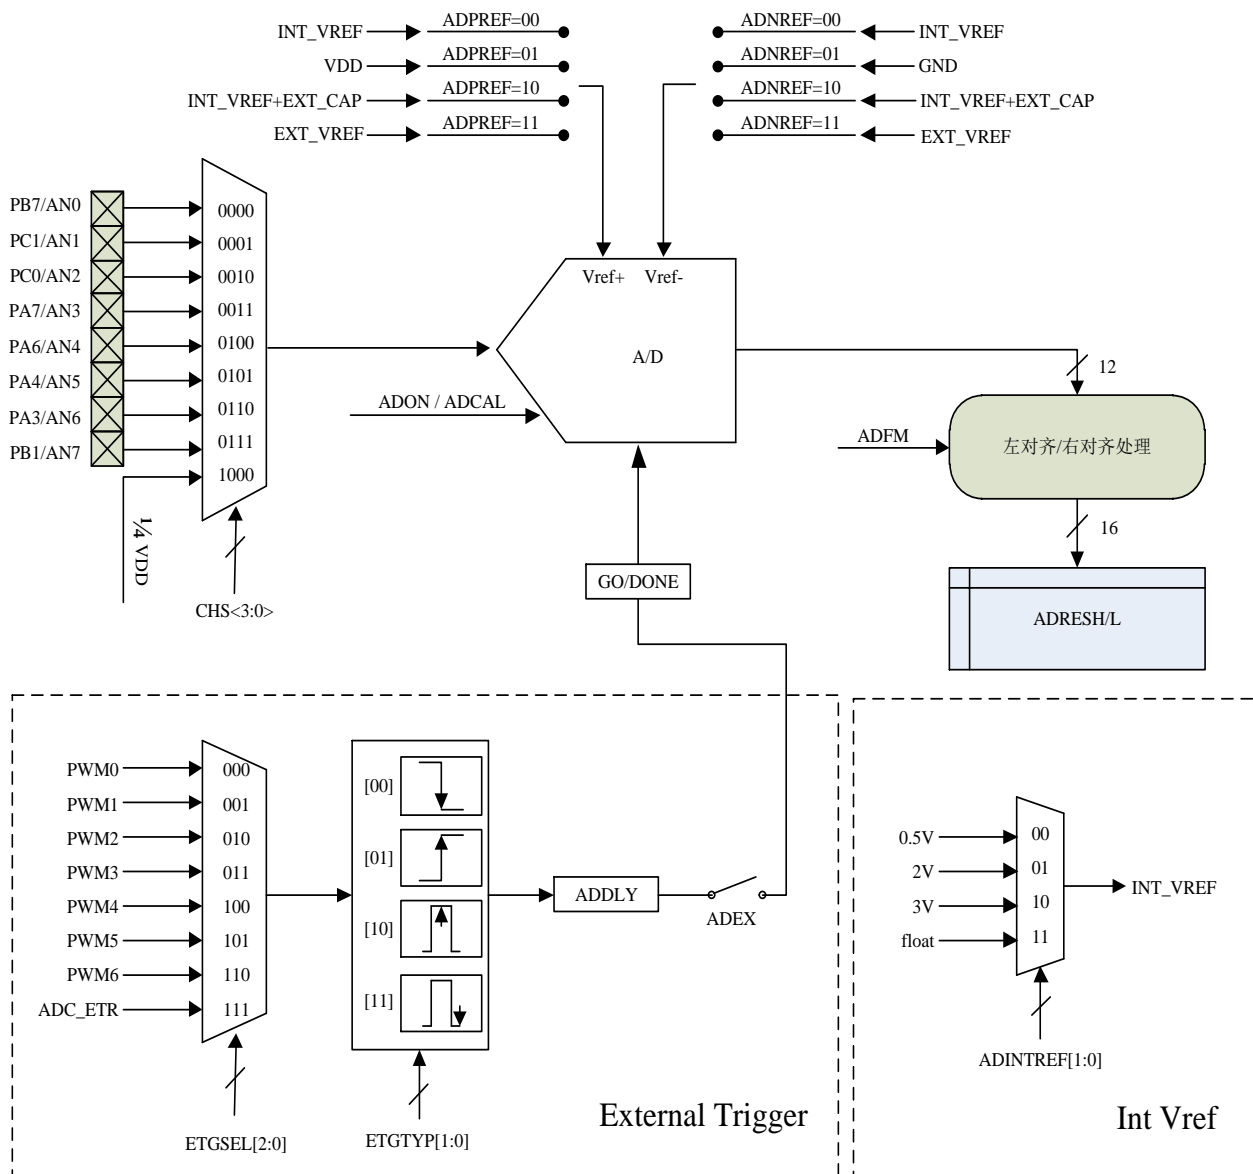 INT_VREF ADPREF=00 ADNREF=00 INT_VREF
VDD ADPREF=01 ADNREF=01 GND
INT_VREF+EXT_CAP ADPREF=10 ADNREF=10 INT_VREF+EXT_CAP
EXT_VREF ADPREF=11 ADNREF=11 EXT_VREF
PB7/AN0 0000
PC1/AN1 0001
PC0/AN2 0010
PA7/AN3 0011
PA6/AN4 0100
PA4/AN5 0101
PA3/AN6 0110
PB1/AN7 0111
1000
¼ VDD
CHS<3:0>
Vref+ Vref-
A/D
ADON / ADCAL
12
ADFM
左对齐/右对齐处理
16
GO/DONE
ADRESH/L
PWM0 000
PWM1 001
PWM2 010
PWM3 011
PWM4 100
PWM5 101
PWM6 110
ADC_ETR 111
ETGSEL[2:0]
[00]
[01]
[10]
[11]
ETGTYP[1:0]
ADDLY
ADEX
External Trigger
0.5V 00
2V 01
3V 10
float 11
INT_VREF
ADINTREF[1:0]
Int Vref